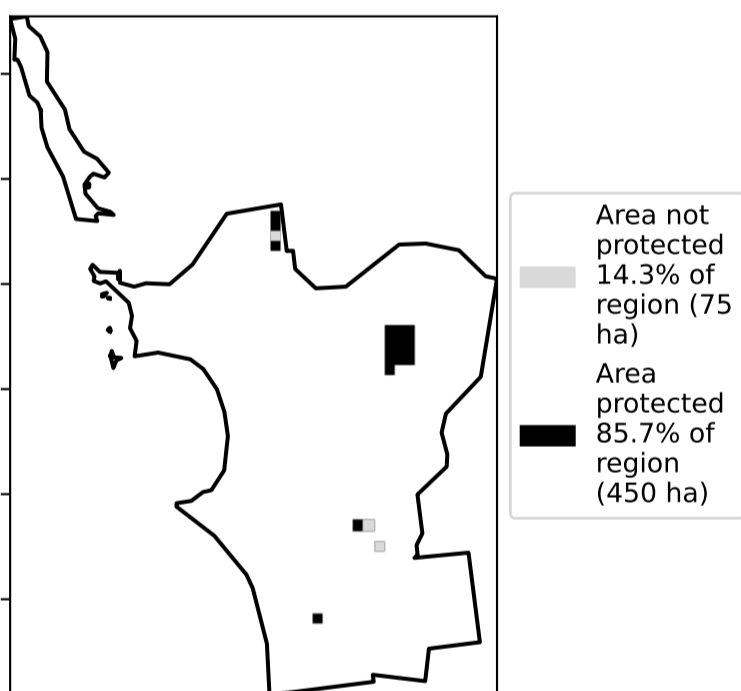 Area not
protected
14.3% of
region (75
ha)
Area
protected
85.7% of
region
(450 ha)